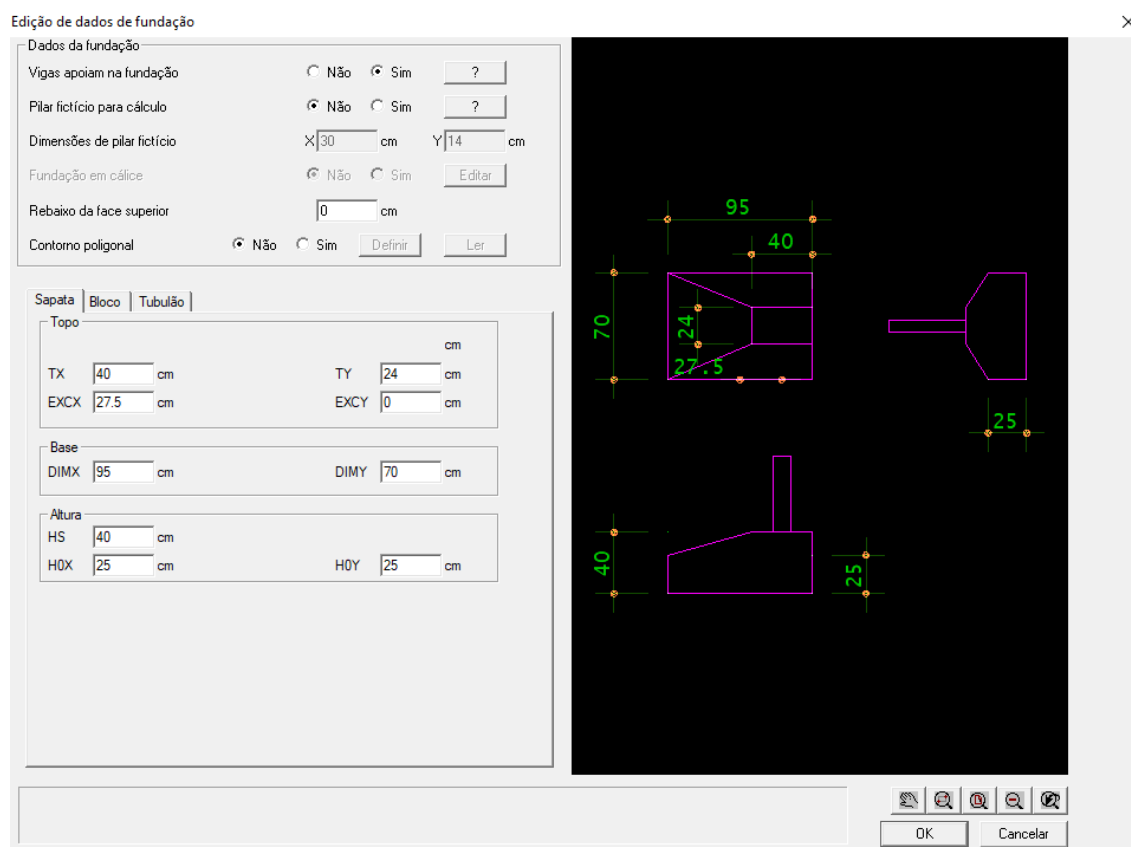 Edição de dados de fundação
Dados da fundação
Vigas apoiam na fundação Não Sim ?
Pilar fictício para cálculo Não Sim ?
Dimensões de pilar fictício X 30 cm Y 14 cm
Fundação em cálice Não Sim Editar
Rebaixo da face superior 0 cm
Contorno poligonal Não Sim Definir Ler
Sapata Bloco Tubulão
Topo
cm
TX 40 cm TY 24 cm
EXCX 27.5 cm EXCY 0 cm
Base
DIMX 95 cm DIMY 70 cm
Altura
HS 40 cm
H0X 25 cm H0Y 25 cm
95
40
70
24
27.5
25
40
25
OK Cancelar